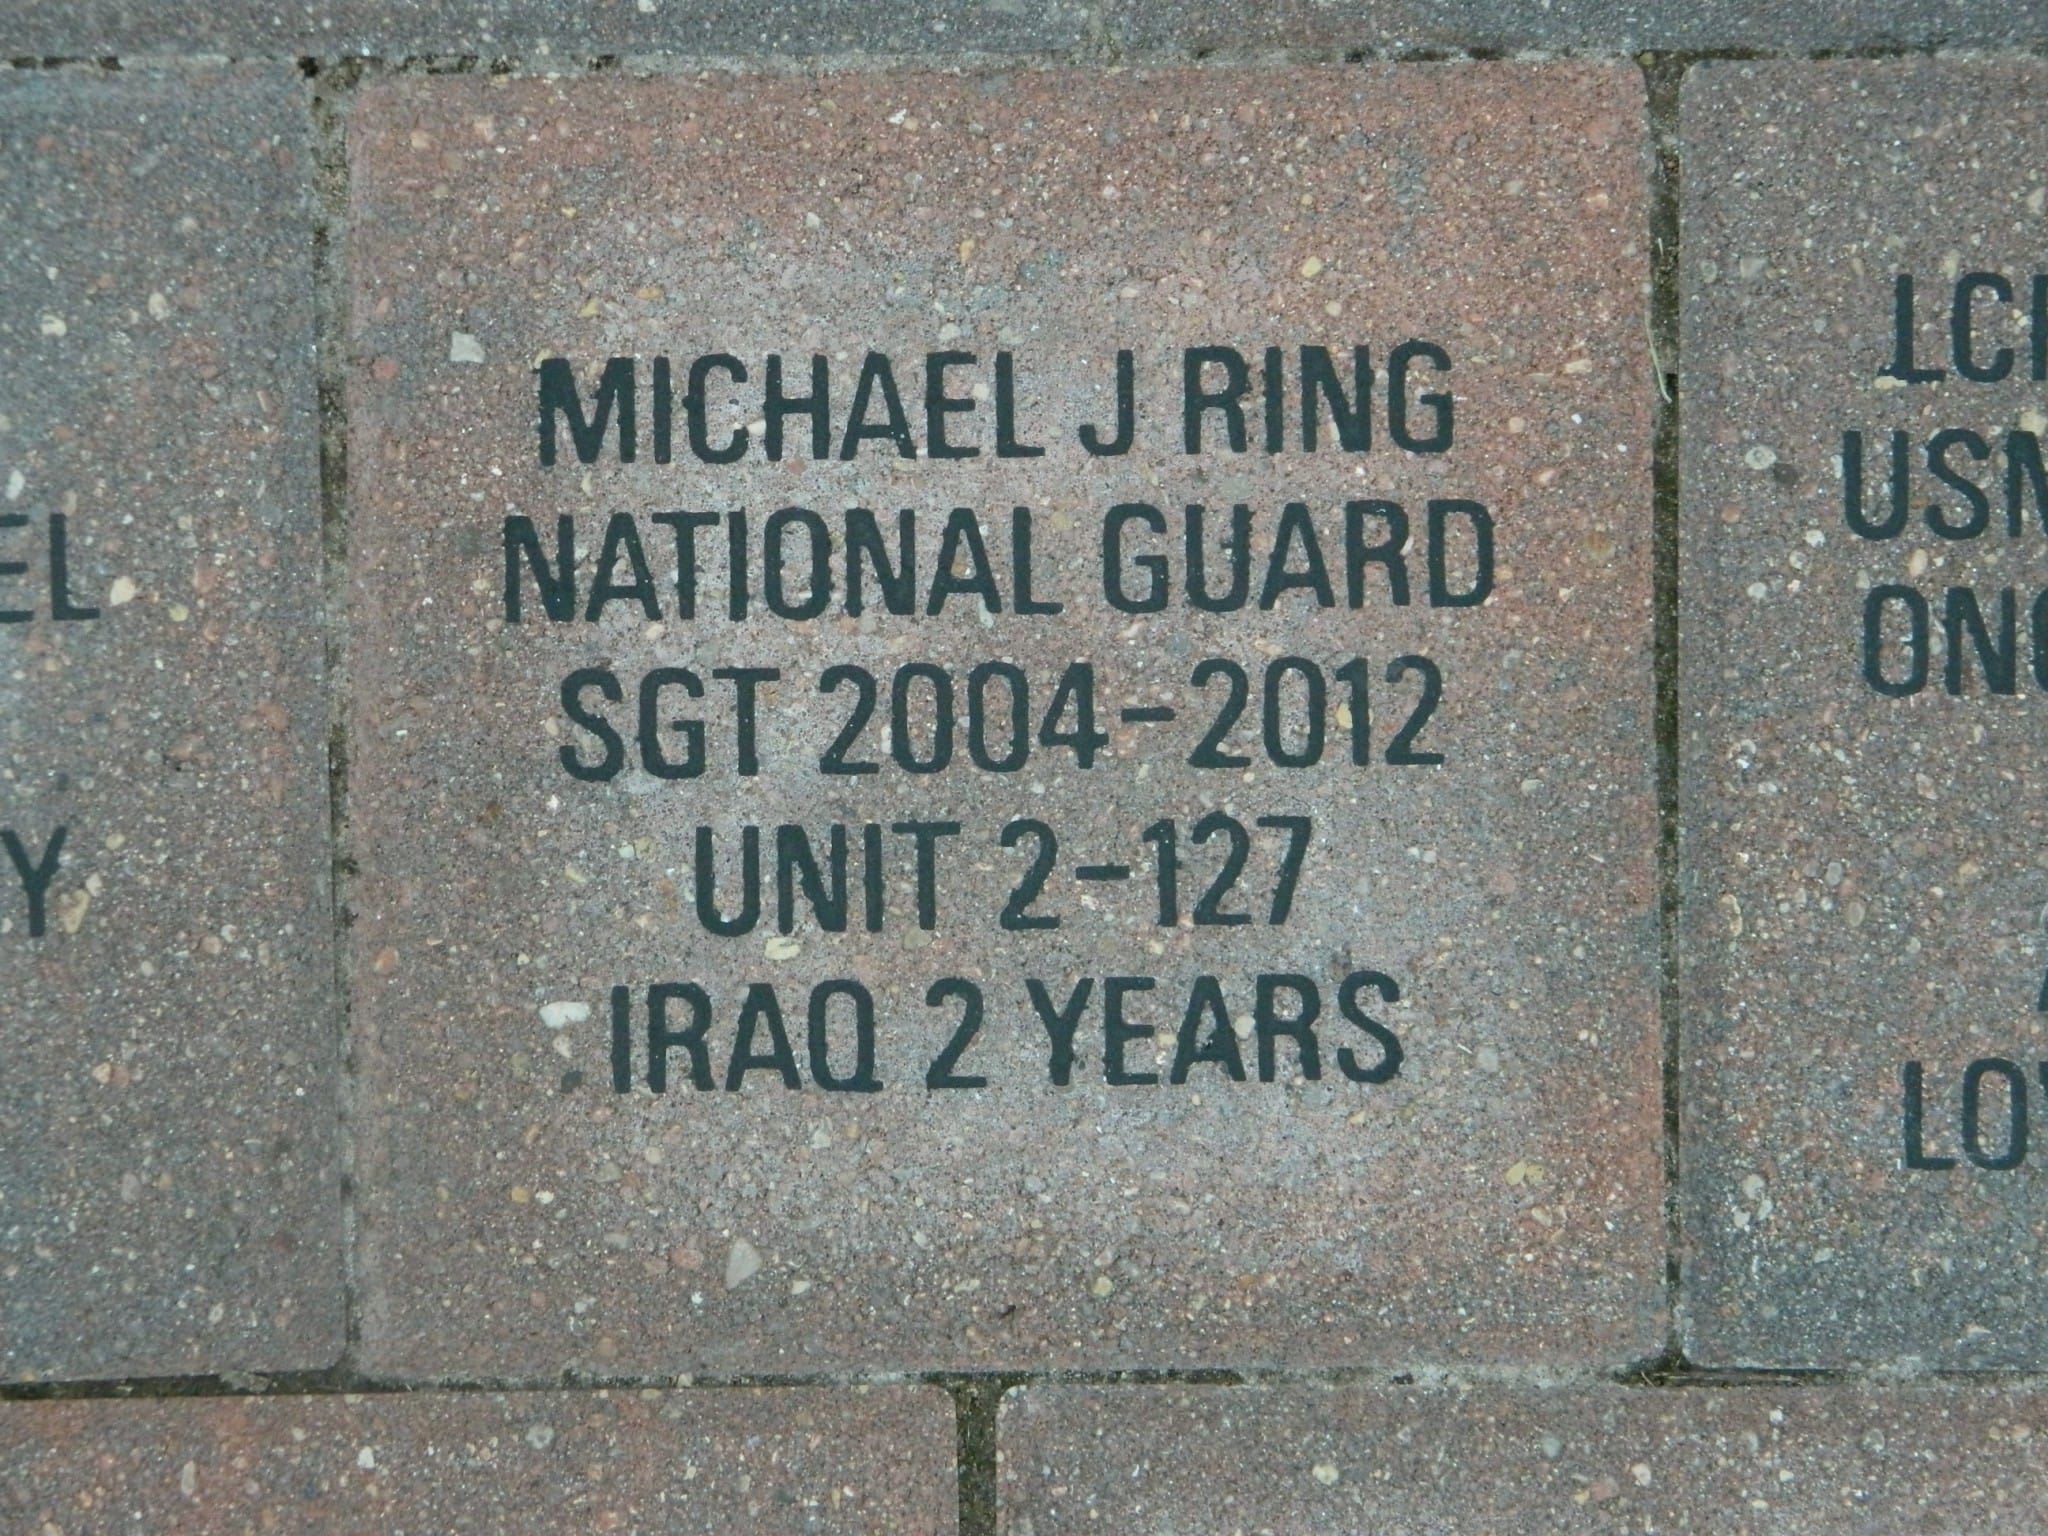 MICHAEL J RING
NATIONAL GUARD
SGT 2004-2012
UNIT 2-127
IRAQ 2 YEARS